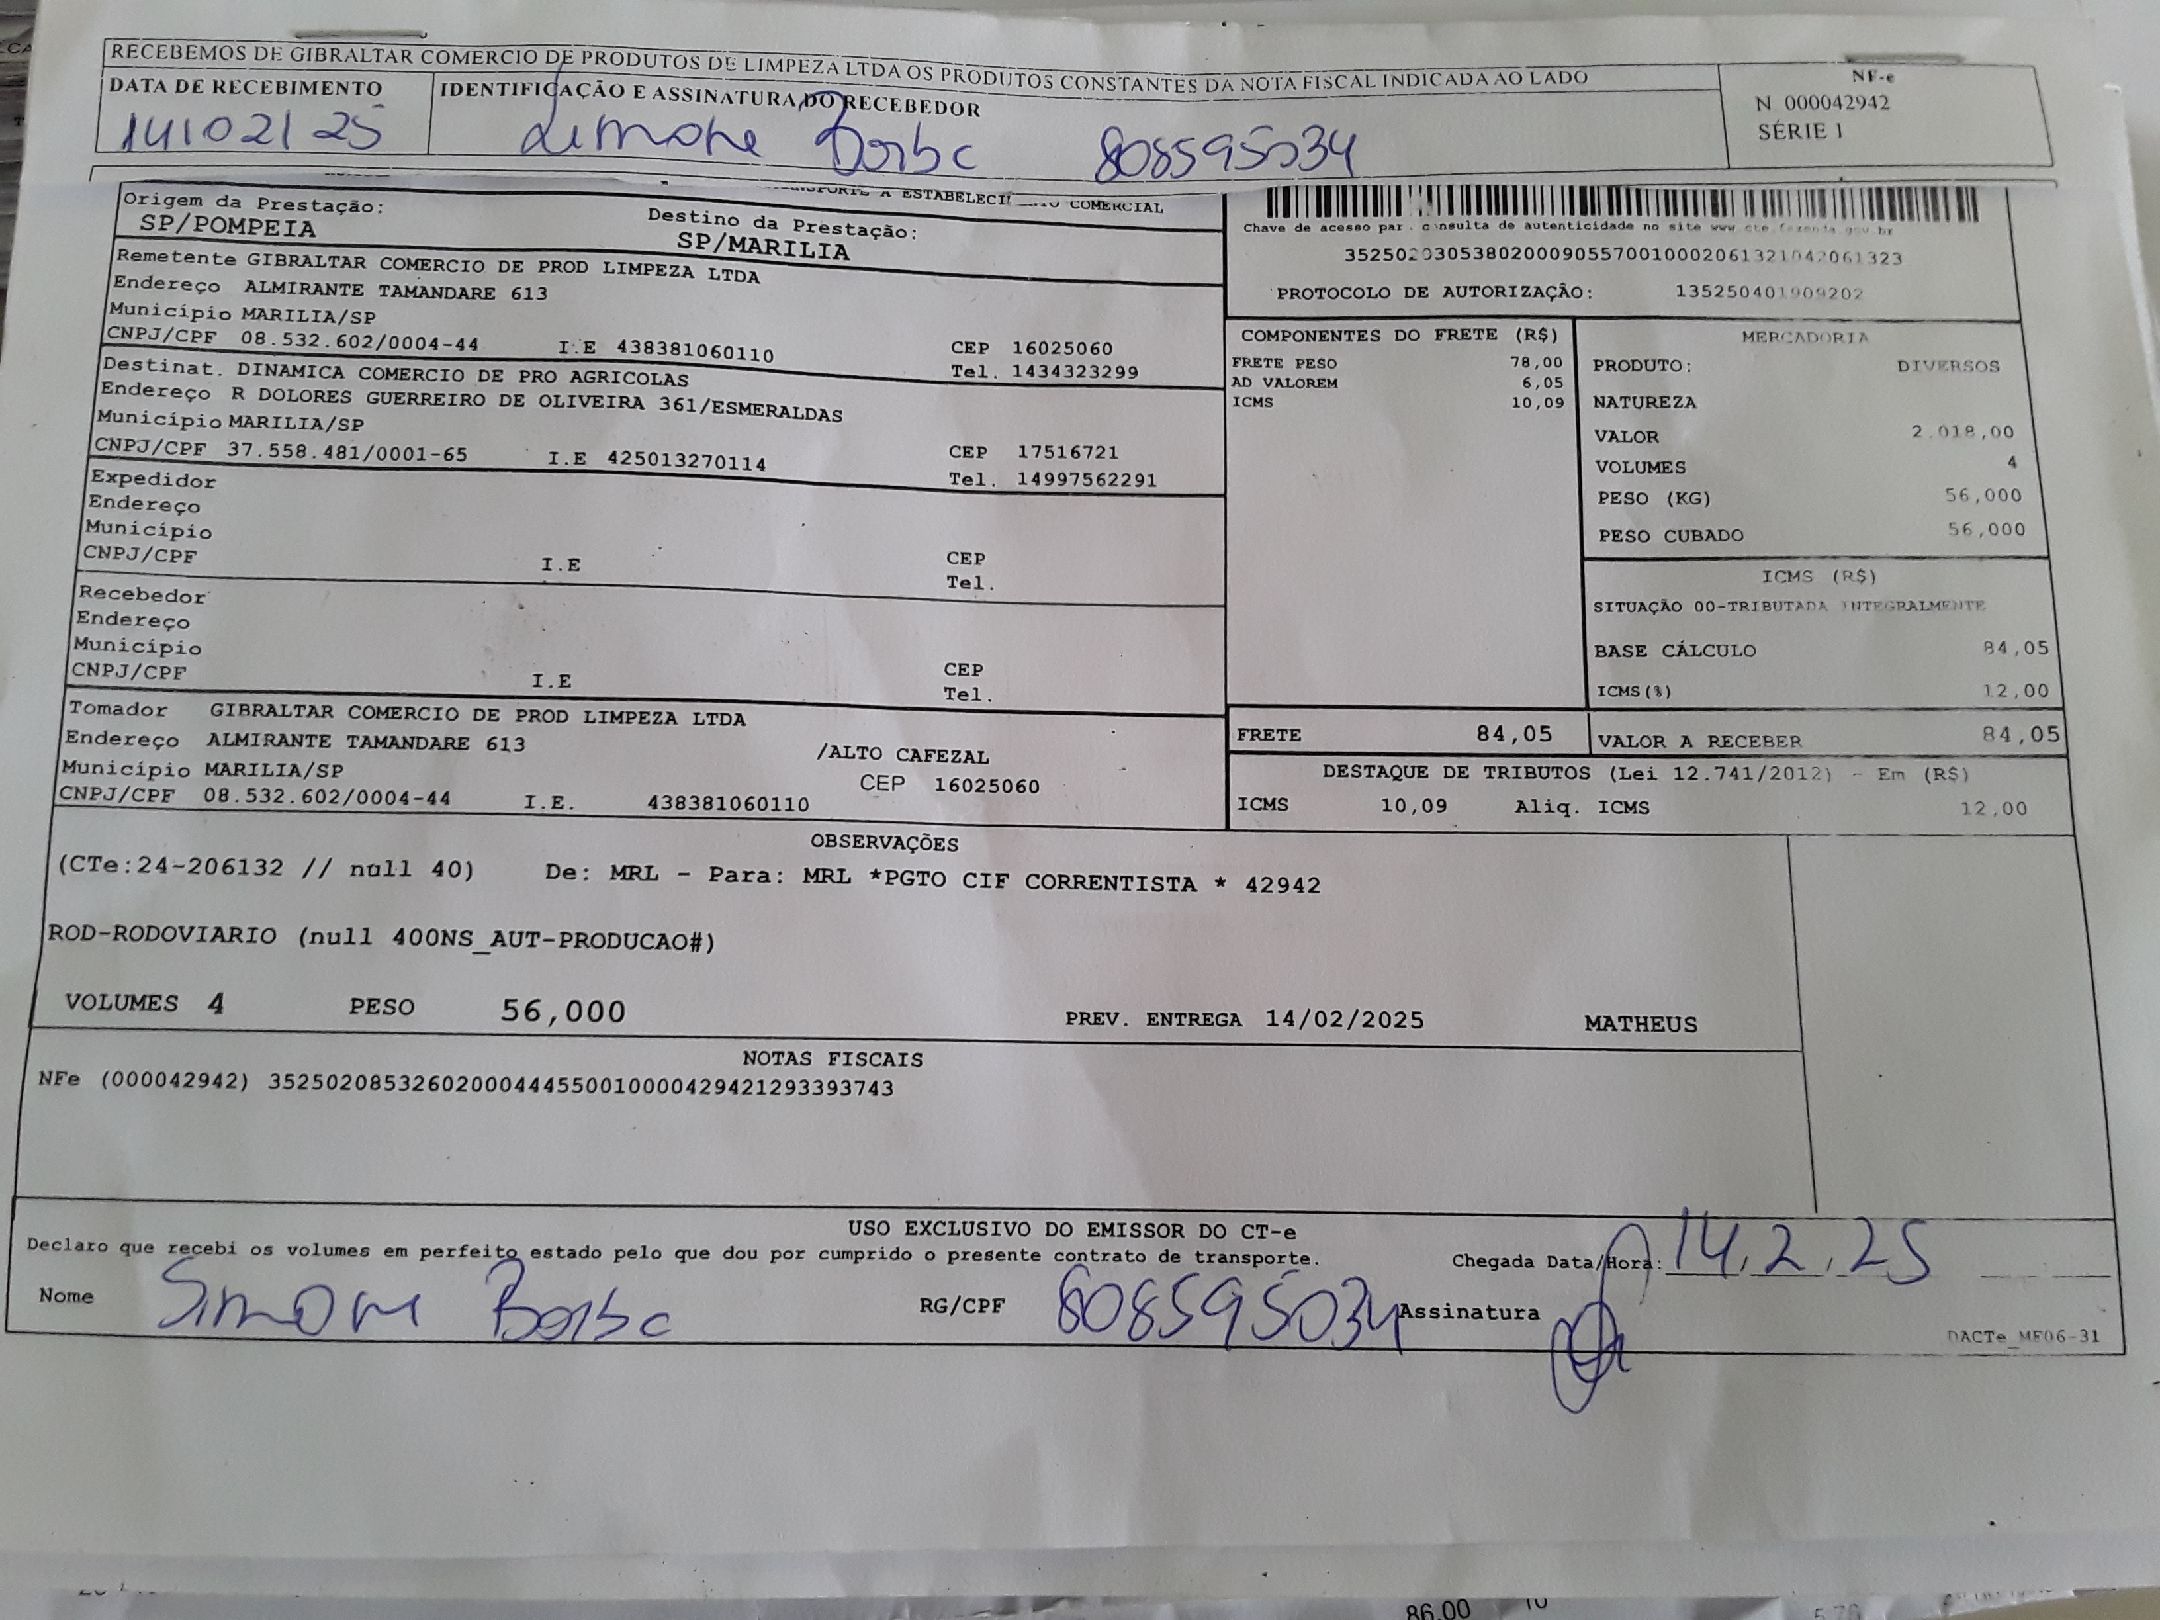 RECEBEMOS DE GIBRALTAR COMERCIO DE PRODUTOS DE LIMPEZA LTDA OS PRODUTOS CONSTANTES DA NOTA FISCAL INDICADA AO LADO
NF-e
N 000042942
SÉRIE 1
DATA DE RECEBIMENTO
IDENTIFICAÇÃO E ASSINATURA DO RECEBEDOR
14/02/25
Simone Borba 808595034
A ESTABELECI COMERCIAL
Origem da Prestação:
SP/POMPEIA
Destino da Prestação:
SP/MARILIA
Remetente GIBRALTAR COMERCIO DE PROD LIMPEZA LTDA
Endereço ALMIRANTE TAMANDARE 613
Município MARILIA/SP
CNPJ/CPF 08.532.602/0004-44 I.E 438381060110
CEP 16025060
Tel. 1434323299
Destinat. DINAMICA COMERCIO DE PRO AGRICOLAS
Endereço R DOLORES GUERREIRO DE OLIVEIRA 361/ESMERALDAS
Município MARILIA/SP
CNPJ/CPF 37.558.481/0001-65 I.E 425013270114
CEP 17516721
Tel. 14997562291
Expedidor
Endereço
Município
CNPJ/CPF I.E
CEP
Tel.
Recebedor
Endereço
Município
CNPJ/CPF I.E
CEP
Tel.
Tomador GIBRALTAR COMERCIO DE PROD LIMPEZA LTDA
Endereço ALMIRANTE TAMANDARE 613 /ALTO CAFEZAL
Município MARILIA/SP CEP 16025060
CNPJ/CPF 08.532.602/0004-44 I.E. 438381060110
Chave de acesso par consulta de autenticidade no site www.cte.fazenda.gov.br
PROTOCOLO DE AUTORIZAÇÃO: 135250401909202
COMPONENTES DO FRETE (R$)
FRETE PESO 78,00
AD VALOREM 6,05
ICMS 10,09
MERCADORIA
PRODUTO: DIVERSOS
NATUREZA
VALOR 2.018,00
VOLUMES 4
PESO (KG) 56,000
PESO CUBADO 56,000
ICMS (R$)
SITUAÇÃO 00-TRIBUTADA INTEGRALMENTE
BASE CÁLCULO 84,05
ICMS(%) 12,00
FRETE 84,05 VALOR A RECEBER 84,05
DESTAQUE DE TRIBUTOS (Lei 12.741/2012) - Em (R$)
ICMS 10,09 Aliq. ICMS 12,00
OBSERVAÇÕES
(CTe:24-206132 // null 40) De: MRL - Para: MRL *PGTO CIF CORRENTISTA * 42942
ROD-RODOVIARIO (null 400NS_AUT-PRODUCAO#)
VOLUMES 4 PESO 56,000 PREV. ENTREGA 14/02/2025 MATHEUS
NOTAS FISCAIS
NFe (000042942) 35250208532602000444550010000429421293393743
USO EXCLUSIVO DO EMISSOR DO CT-e
Declaro que recebi os volumes em perfeito estado pelo que dou por cumprido o presente contrato de transporte.
Chegada Data/Hora: 14.2.25
Nome Simone Borba RG/CPF 808595034 Assinatura
DACTe_ME06-31
86,00